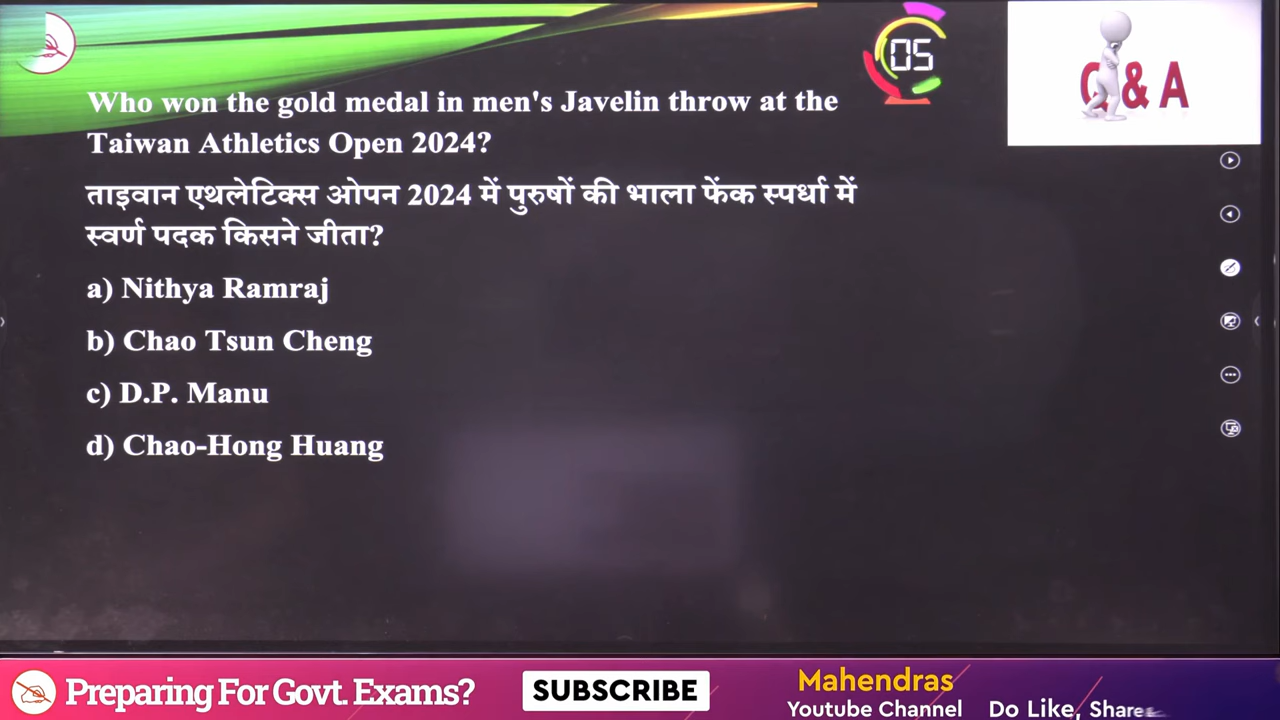 05
Q & A
Who won the gold medal in men's Javelin throw at the
Taiwan Athletics Open 2024?
ताइवान एथलेटिक्स ओपन 2024 में पुरुषों की भाला फेंक स्पर्धा में
स्वर्ण पदक किसने जीता?
a) Nithya Ramraj
b) Chao Tsun Cheng
c) D.P. Manu
d) Chao-Hong Huang
Preparing For Govt. Exams?
SUBSCRIBE
Mahendras
Youtube Channel
Do Like, Share